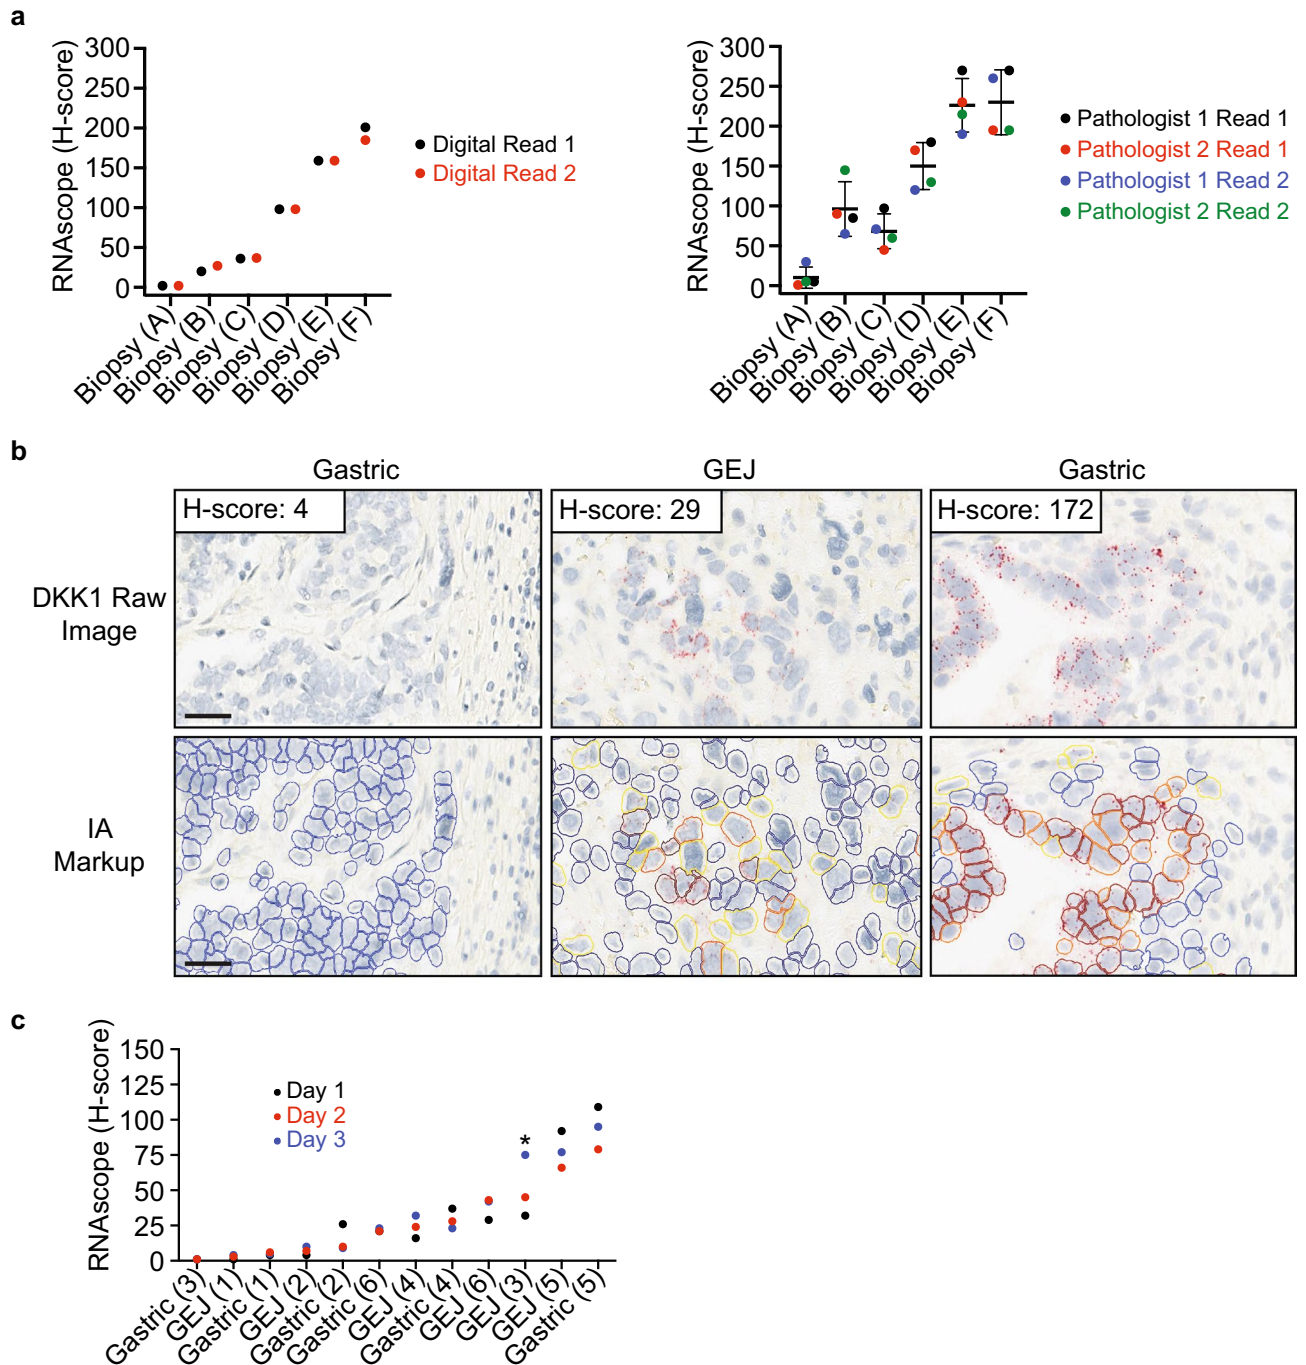 a
RNAscope (H-score)
300
250
200
150
100
50
0
Biopsy (A)
Biopsy (B)
Biopsy (C)
Biopsy (D)
Biopsy (E)
Biopsy (F)
Digital Read 1
Digital Read 2
RNAscope (H-score)
300
250
200
150
100
50
0
Biopsy (A)
Biopsy (B)
Biopsy (C)
Biopsy (D)
Biopsy (E)
Biopsy (F)
Pathologist 1 Read 1
Pathologist 2 Read 1
Pathologist 1 Read 2
Pathologist 2 Read 2
b
Gastric
GEJ
Gastric
DKK1 Raw
Image
H-score: 4
H-score: 29
H-score: 172
IA
Markup
c
RNAscope (H-score)
150
125
100
75
50
25
0
Day 1
Day 2
Day 3
*
Gastric (3)
GEJ (1)
Gastric (1)
GEJ (2)
Gastric (2)
Gastric (6)
GEJ (4)
Gastric (4)
GEJ (6)
GEJ (3)
GEJ (5)
Gastric (5)